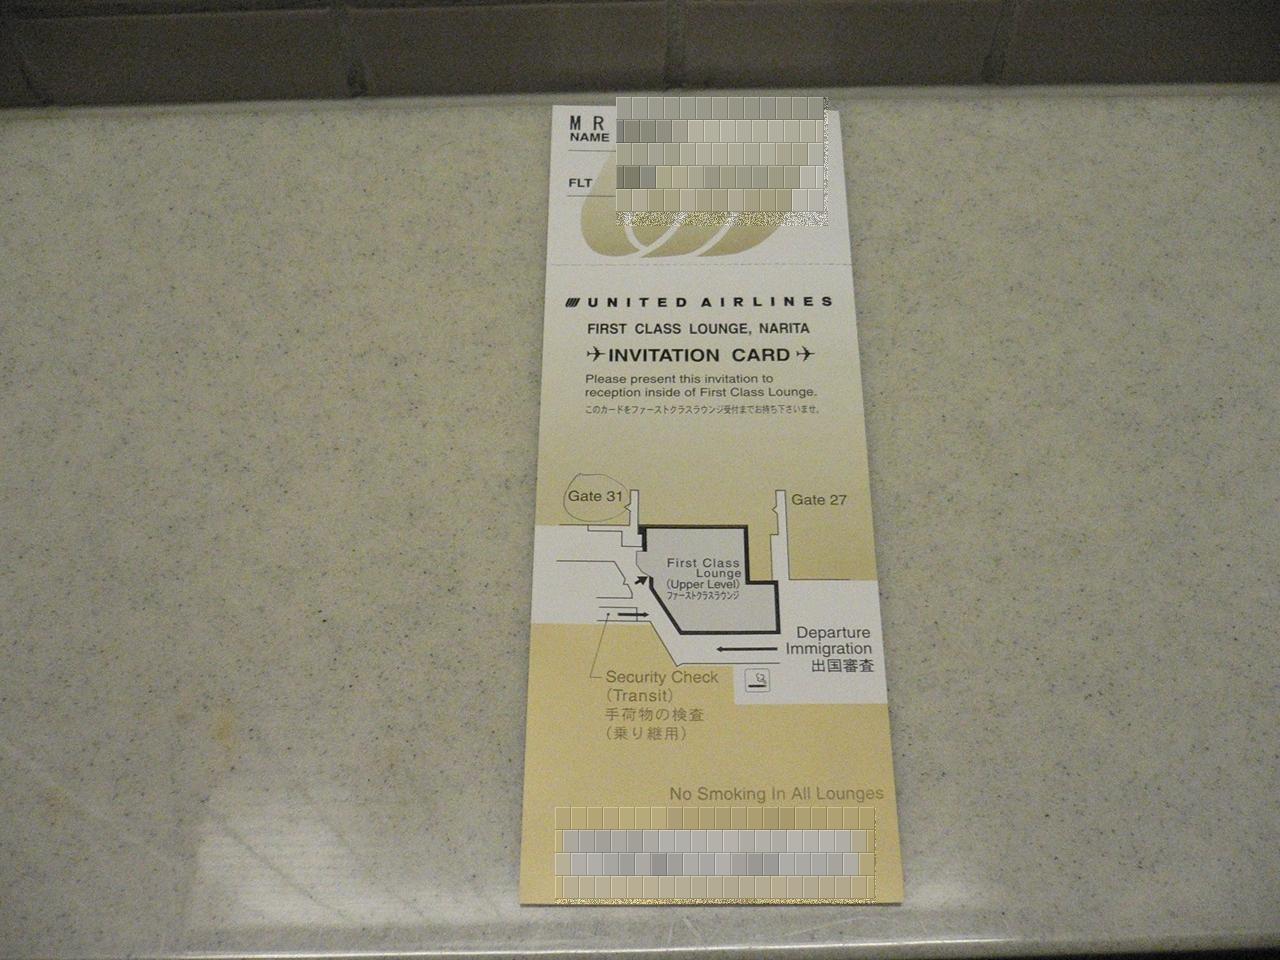 MR
NAME
FLT
UNITED AIRLINES
FIRST CLASS LOUNGE, NARITA
INVITATION CARD
Please present this invitation to
reception inside of First Class Lounge.
このカードをファーストクラスラウンジ受付までお持ち下さいませ。
Gate 31
Gate 27
First Class
Lounge
(Upper Level)
ファーストクラスラウンジ
Departure
Immigration
出国審査
Security Check
(Transit)
手荷物の検査
(乗り継用)
No Smoking In All Lounges